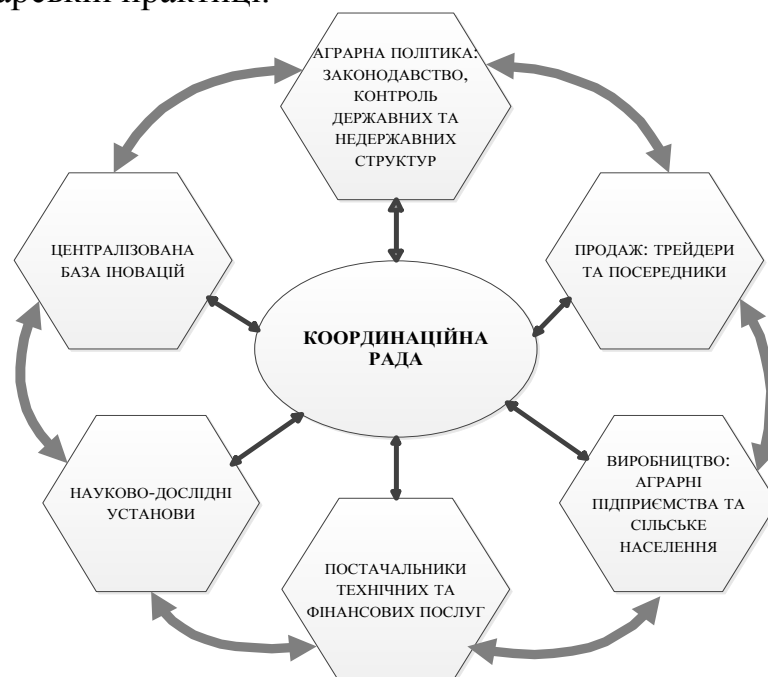 практиці.
АГРАРНА ПОЛІТИКА:
ЗАКОНОДАВСТВО,
КОНТРОЛЬ
ДЕРЖАВНИХ ТА
НЕДЕРЖАВНИХ
СТРУКТУР
ЦЕНТРАЛІЗОВАНА
БАЗА ІНОВАЦІЙ
ПРОДАЖ: ТРЕЙДЕРИ
ТА ПОСЕРЕДНИКИ
КООРДИНАЦІЙНА
РАДА
НАУКОВО-ДОСЛІДНІ
УСТАНОВИ
ВИРОБНИЦТВО:
АГРАРНІ
ПІДПРИЄМСТВА ТА
СІЛЬСЬКЕ
НАСЕЛЕННЯ
ПОСТАЧАЛЬНИКИ
ТЕХНІЧНИХ ТА
ФІНАНСОВИХ ПОСЛУГ